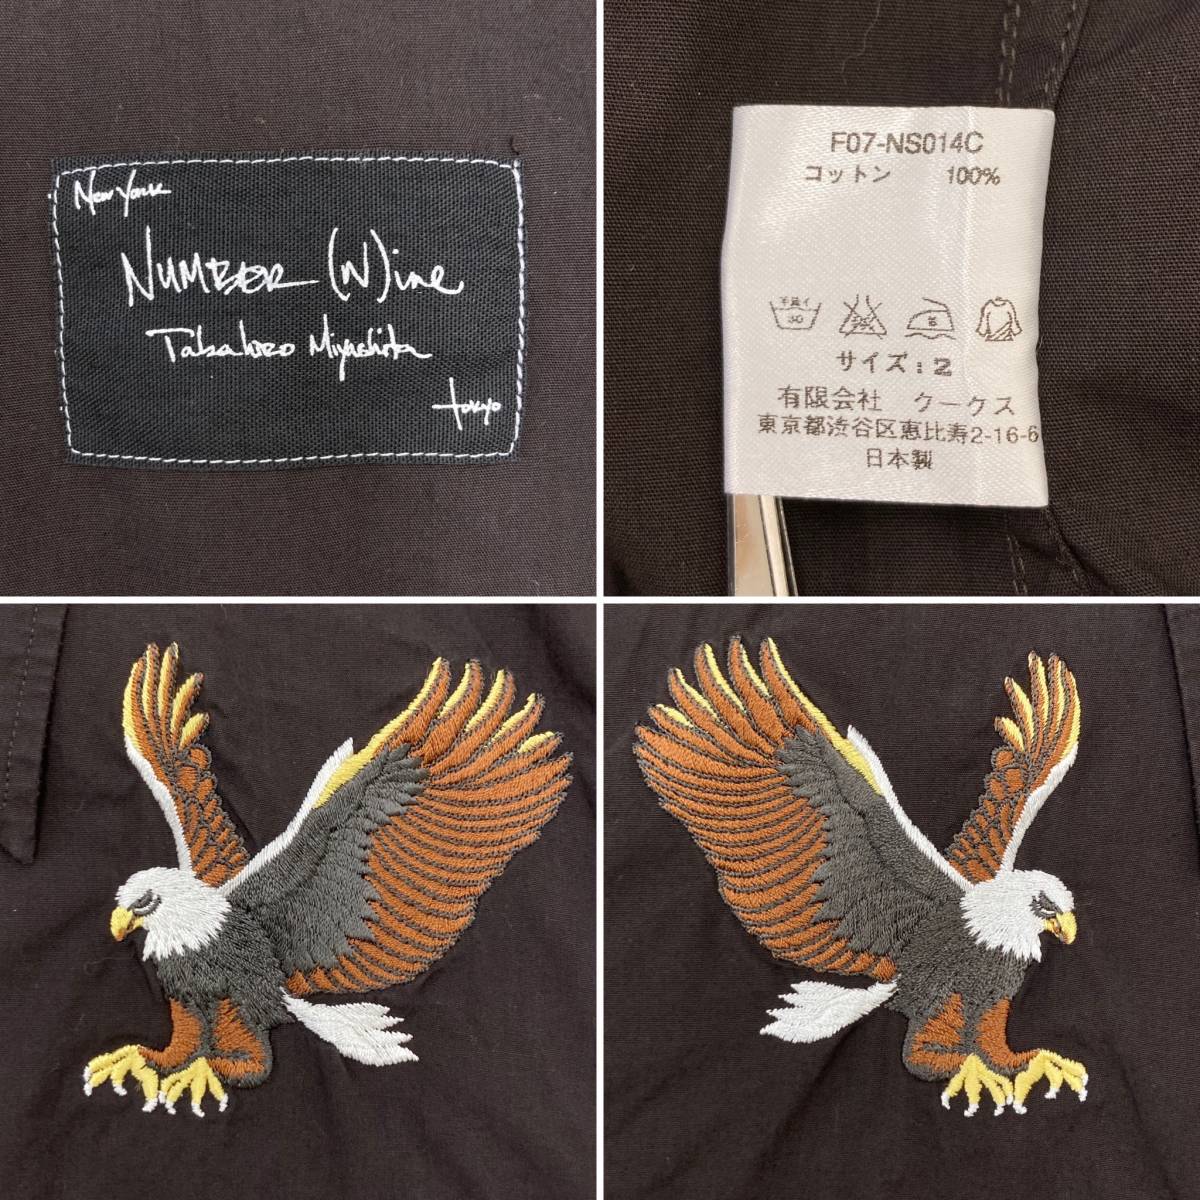 New York
NUMBER (N)ine
Takahiro Miyashita
tokyo
F07-NS014C
コットン 100%
サイズ：2
有限会社 クークス
東京都渋谷区恵比寿2-16-6
日本製